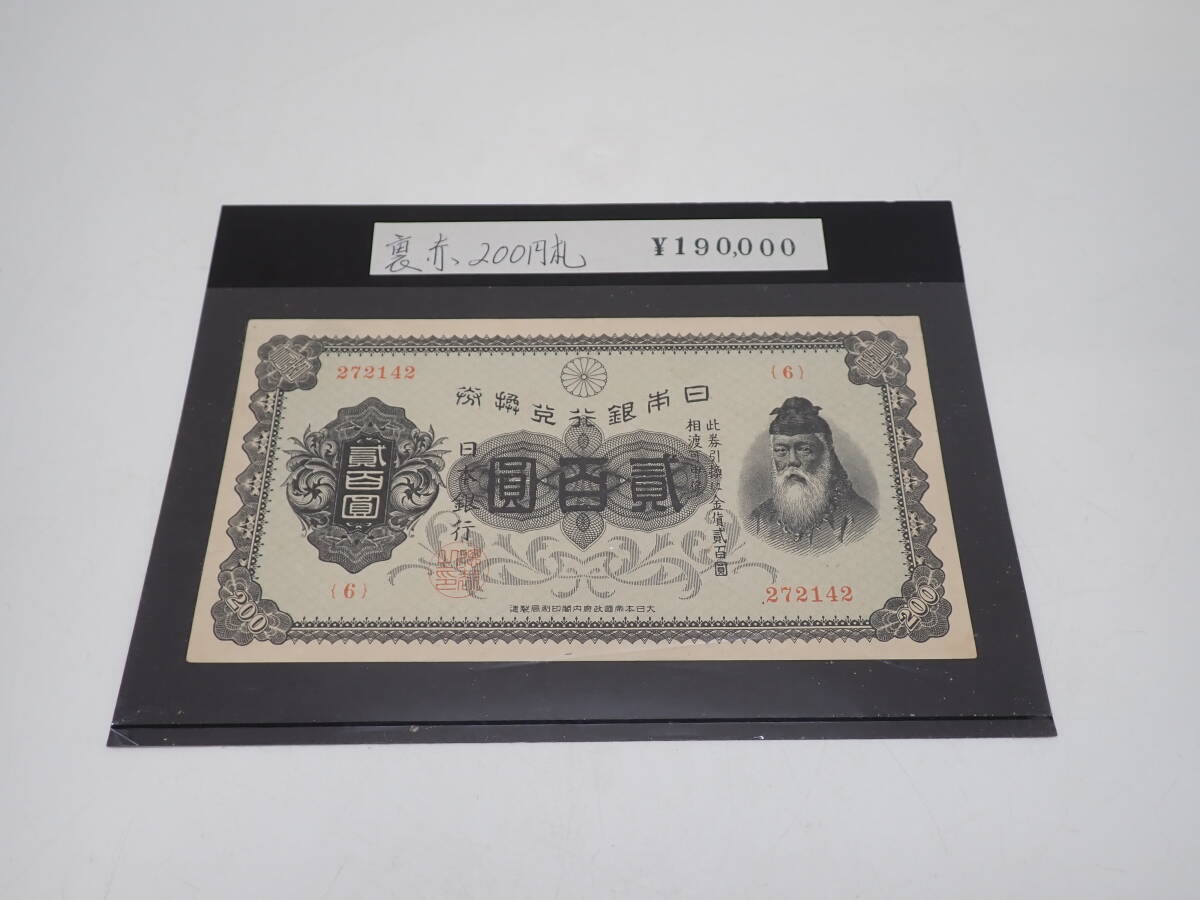 裏赤、200円札 ¥190,000
272142 {6}
券換兌行銀本日
此券引換に金貨貳百圓
相渡可申候
圓百貳
貳百圓
日本銀行
{6} 272142
造製局刷印閣内府政國帝本日大
200 200